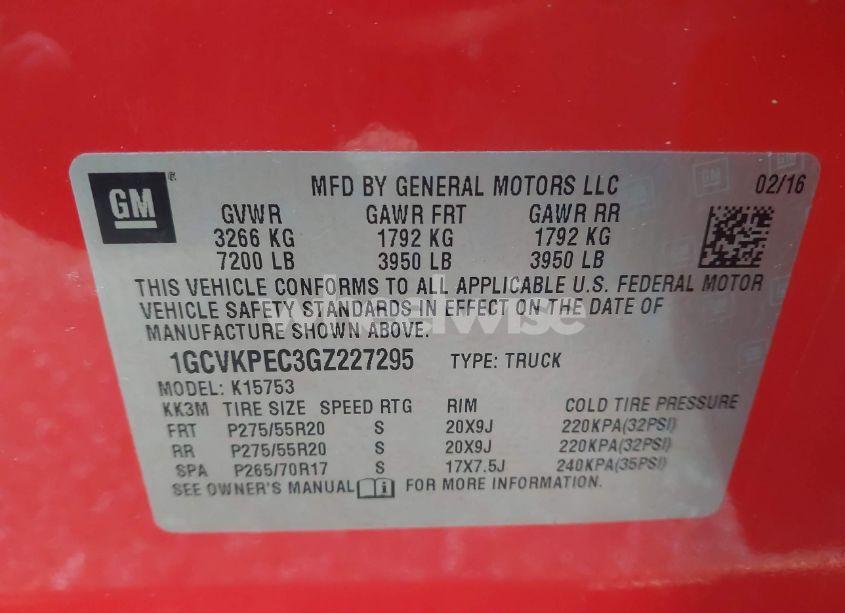 GM ®
MFD BY GENERAL MOTORS LLC 02/16
GVWR GAWR FRT GAWR RR
3266 KG 1792 KG 1792 KG
7200 LB 3950 LB 3950 LB
THIS VEHICLE CONFORMS TO ALL APPLICABLE U.S. FEDERAL MOTOR
VEHICLE SAFETY STANDARDS IN EFFECT ON THE DATE OF
MANUFACTURE SHOWN ABOVE.
wheelwise
1GCVKPEC3GZ227295 TYPE: TRUCK
MODEL: K15753
KK3M TIRE SIZE SPEED RTG RIM COLD TIRE PRESSURE
FRT P275/55R20 S 20X9J 220KPA(32PSI)
RR P275/55R20 S 20X9J 220KPA(32PSI)
SPA P265/70R17 S 17X7.5J 240KPA(35PSI)
SEE OWNER'S MANUAL FOR MORE INFORMATION.